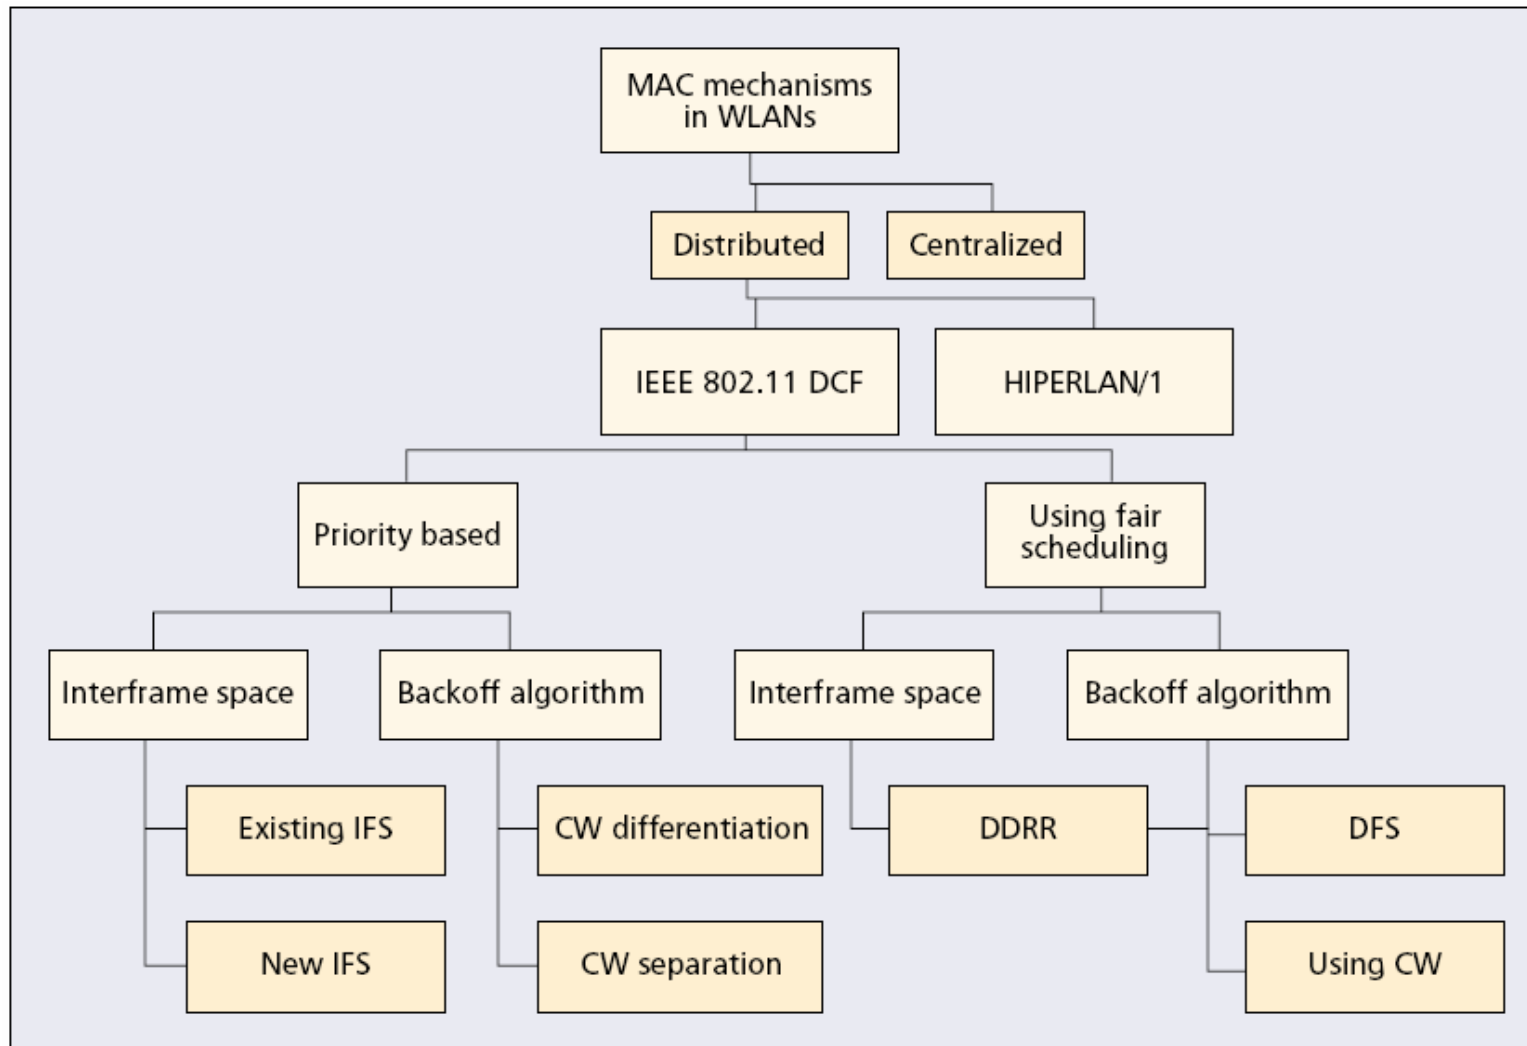 MAC mechanisms
in WLANs
Distributed
Centralized
IEEE 802.11 DCF
HIPERLAN/1
Priority based
Using fair
scheduling
Interframe space
Backoff algorithm
Interframe space
Backoff algorithm
Existing IFS
CW differentiation
DDRR
DFS
New IFS
CW separation
Using CW